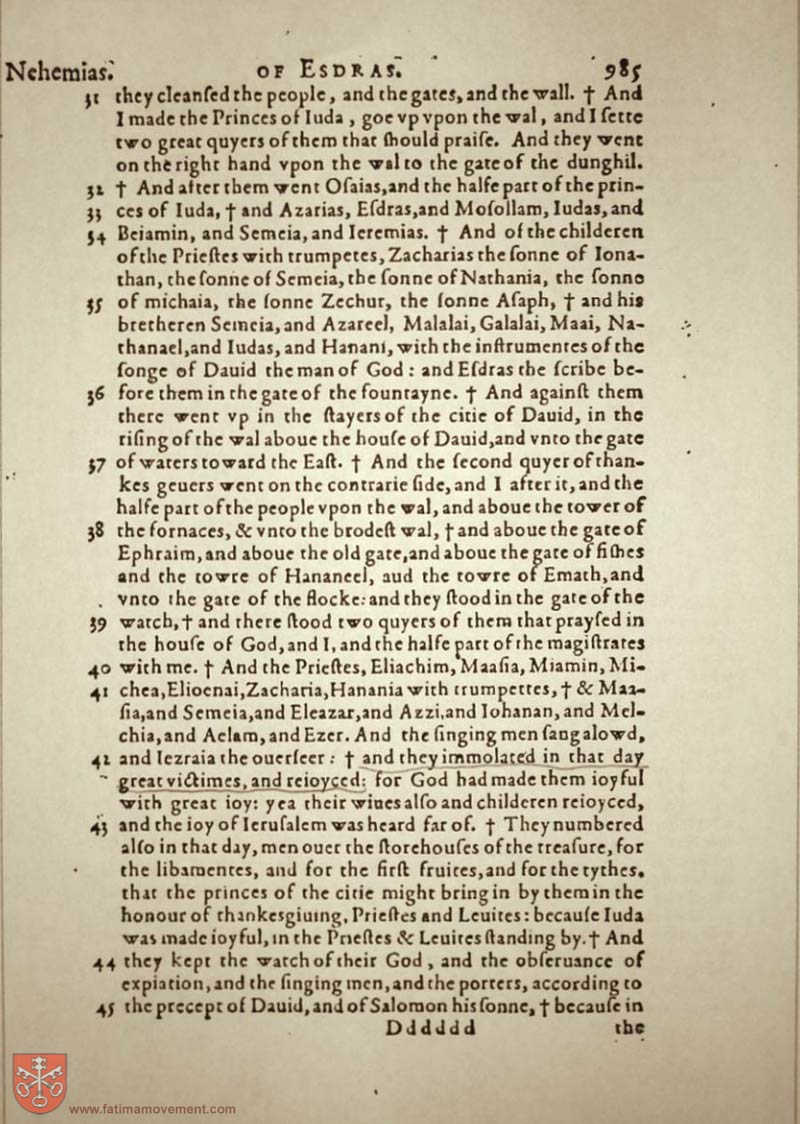 Nehemias. OF ESDRAS. 985
31 they cleanſed the people, and the gates, and the wall. † And
I made the Princes of Iuda, goe vp vpon the wal, and I ſette
two great quyers of them that ſhould praiſe. And they went
on the right hand vpon the wal to the gate of the dunghil.
32 † And after them went Oſaias, and the halfe part of the prin-
33 ces of Iuda, † and Azarias, Eſdras, and Moſollam, Iudas, and
34 Beiamin, and Semeia, and Ieremias. † And of the childeren
of the Prieſtes with trumpetes, Zacharias the ſonne of Iona-
than, the ſonne of Semeia, the ſonne of Nathania, the ſonne
35 of michaia, the ſonne Zechur, the ſonne Aſaph, † and his
bretheren Semeia, and Azareel, Malalai, Galalai, Maai, Na-
thanael, and Iudas, and Hanani, with the inſtrumentes of the
ſonge of Dauid the man of God: and Eſdras the ſcribe be-
36 fore them in the gate of the fountayne. † And againſt them
there went vp in the ſtayers of the citie of Dauid, in the
riſing of the wal aboue the houſe of Dauid, and vnto the gate
37 of waters toward the Eaſt. † And the ſecond quyer of than-
kes geuers went on the contrarie ſide, and I after it, and the
halfe part of the people vpon the wal, and aboue the tower of
38 the fornaces, & vnto the brodeſt wal, † and aboue the gate of
Ephraim, and aboue the old gate, and aboue the gate of fiſhes
and the towre of Hananeel, aud the towre of Emath, and
vnto the gate of the flocke: and they ſtood in the gate of the
39 watch, † and there ſtood two quyers of them that prayſed in
the houſe of God, and I, and the halfe part of the magiſtrates
40 with me. † And the Prieſtes, Eliachim, Maaſia, Miamin, Mi-
41 chea, Elioenai, Zacharia, Hanania with trumpettes, † & Maa-
ſia, and Semeia, and Eleazar, and Azzi, and Iohanan, and Mel-
chia, and Aelam, and Ezer. And the ſinging men ſang alowd,
42 and Iezraia the ouerſeer: † and they immolated in that day
great victimes, and reioyced: for God had made them ioyful
with great ioy: yea their wiues alſo and childeren reioyced,
43 and the ioy of Ieruſalem was heard far of. † They numbered
alſo in that day, men ouer the ſtorehouſes of the treaſure, for
the libamentes, and for the firſt fruites, and for the tythes,
that the princes of the citie might bring in by them in the
honour of thankesgiuing, Prieſtes and Leuites: becauſe Iuda
was made ioyful, in the Prieſtes & Leuites ſtanding by. † And
44 they kept the watch of their God, and the obſeruance of
expiation, and the ſinging men, and the porters, according to
45 the precept of Dauid, and of Salomon his ſonne, † becauſe in
Dddddd the
www.fatimamovement.com